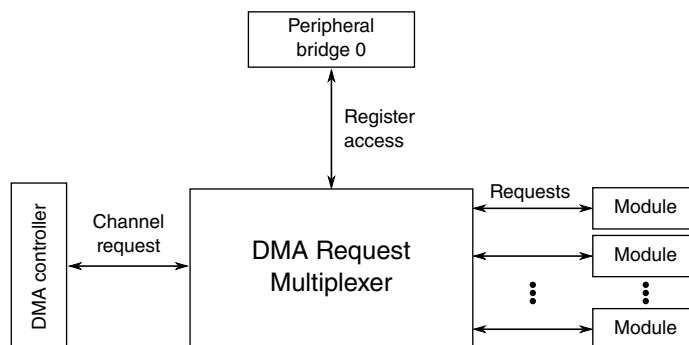 Peripheral
bridge 0
Register
access
DMA controller
Channel
request
DMA Request
Multiplexer
Requests
Module
Module
Module